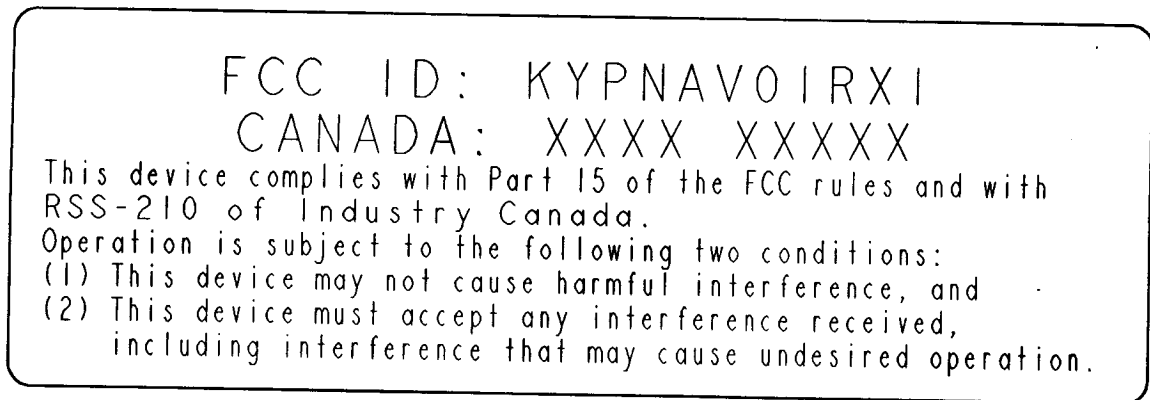 FCC ID: KYPNAV01RX1
CANADA: XXXX XXXXX
This device complies with Part 15 of the FCC rules and with
RSS-210 of Industry Canada.
Operation is subject to the following two conditions:
(1) This device may not cause harmful interference, and
(2) This device must accept any interference received,
including interference that may cause undesired operation.